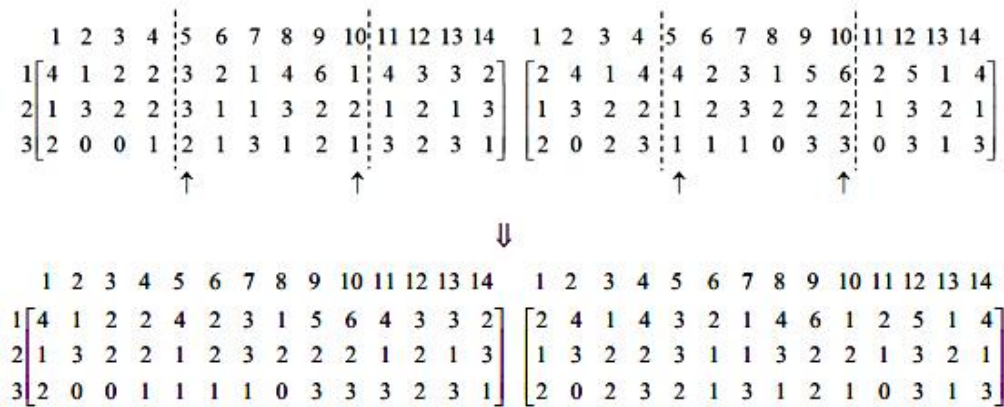 1 2 3 4 5 6 7 8 9 10 11 12 13 14 1 2 3 4 5 6 7 8 9 10 11 12 13 14
1 4 1 2 2 3 2 1 4 6 1 4 3 3 2 2 4 1 4 4 2 3 1 5 6 2 5 1 4
2 1 3 2 2 3 1 1 3 2 2 1 2 1 3 1 3 2 2 1 2 3 2 2 2 1 3 2 1
3 2 0 0 1 2 1 3 1 2 1 3 2 3 1 2 0 2 3 1 1 1 0 3 3 0 3 1 3
↑ ↑ ↑ ↑
⇓
1 2 3 4 5 6 7 8 9 10 11 12 13 14 1 2 3 4 5 6 7 8 9 10 11 12 13 14
1 4 1 2 2 4 2 3 1 5 6 4 3 3 2 2 4 1 4 3 2 1 4 6 1 2 5 1 4
2 1 3 2 2 1 2 3 2 2 2 1 2 1 3 1 3 2 2 3 1 1 3 2 2 1 3 2 1
3 2 0 0 1 1 1 1 0 3 3 3 2 3 1 2 0 2 3 2 1 3 1 2 1 0 3 1 3